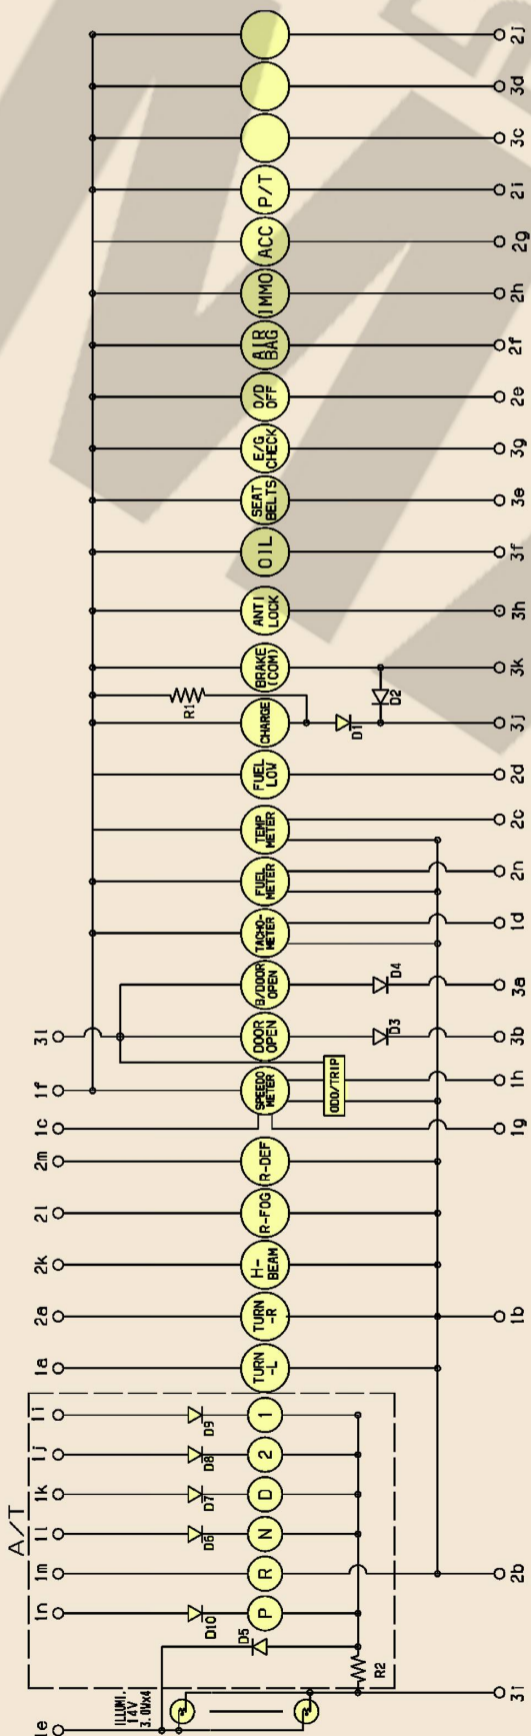 2j
3d
3c
P/T
2i
ACC
2g
IMMO
2h
AIR
BAG
2f
O/D
OFF
2e
E/G
CHECK
3g
SEAT
BELTS
3e
OIL
3f
ANTI
LOCK
3h
BRAKE
(COM)
3k
R1
D2
CHARGE
D1
3j
FUEL
LOW
2d
TEMP
METER
2c
FUEL
METER
2n
TACHO-
METER
1d
B/DOOR
OPEN
D4
3a
DOOR
OPEN
D3
3b
ODO/TRIP
SPEEDO
METER
1f
1h
1c
1g
2m
R-DEF
2l
R-FOG
2k
H-
BEAM
2a
TURN
-R
1b
1a
TURN
-L
A/T
1i
D9
1
1j
D8
2
1k
D7
D
1l
D6
N
1m
R
2b
1n
D10
P
D5
R2
ILLUMI.
14V
3.0W×4
1e